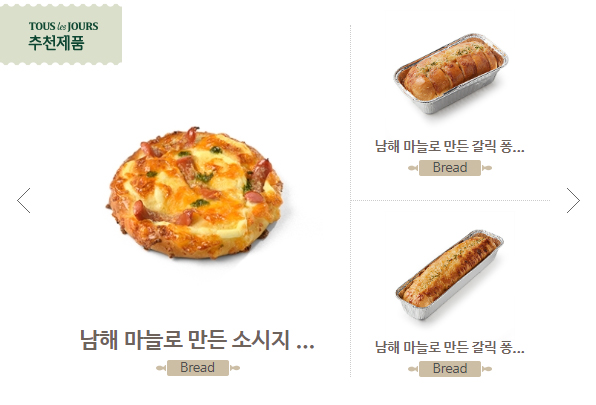 TOUS les JOURS
추천제품
남해 마늘로 만든 소시지 ...
Bread
남해 마늘로 만든 갈릭 퐁...
Bread
남해 마늘로 만든 갈릭 퐁...
Bread